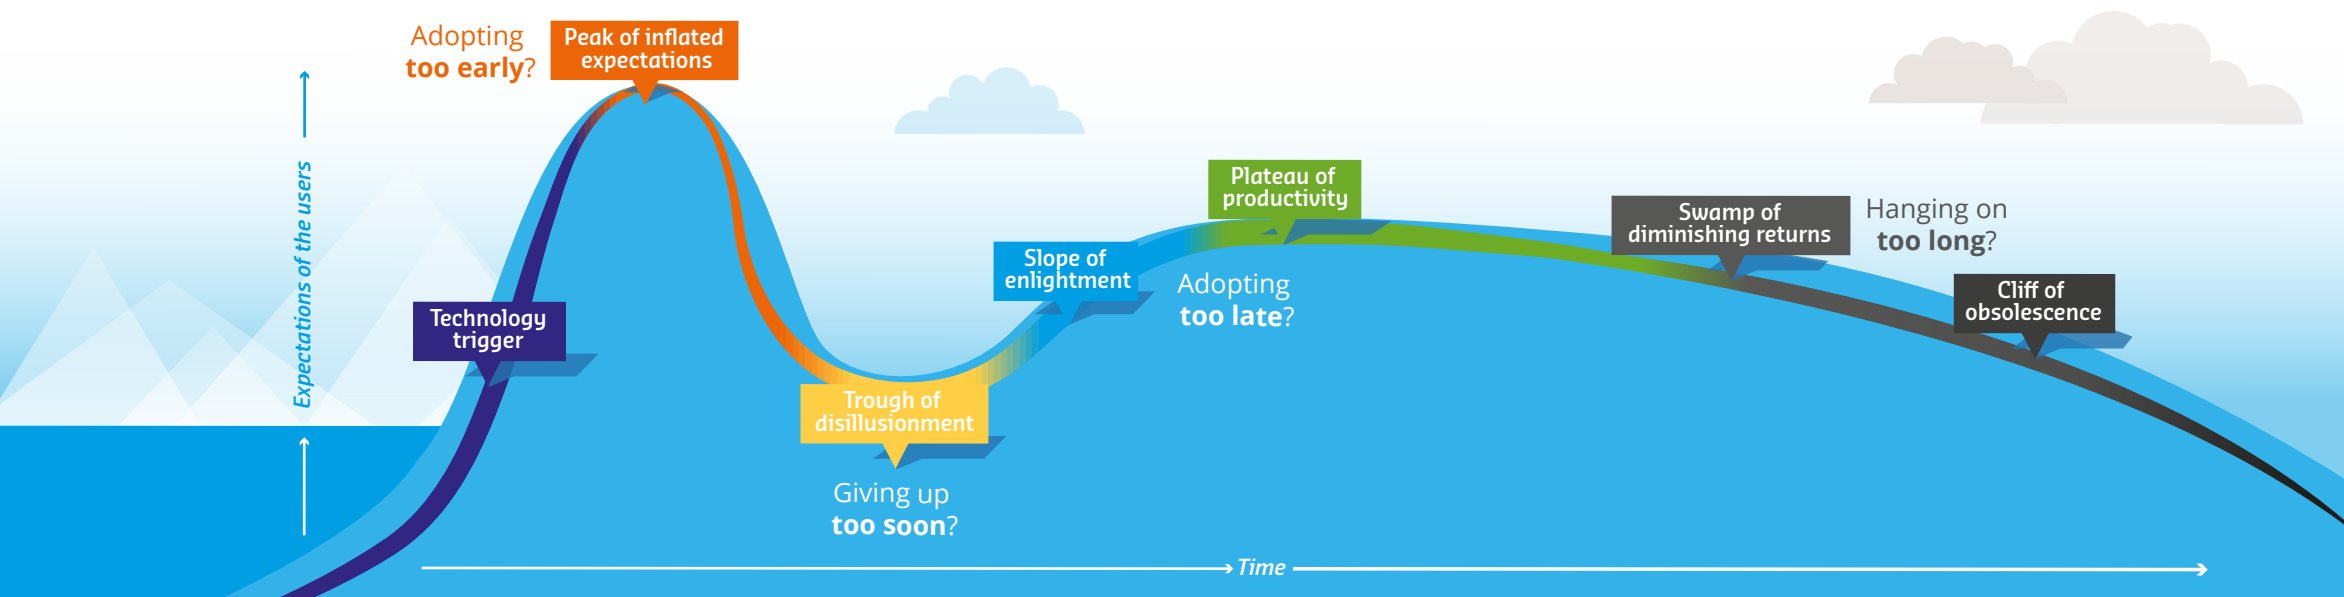 Adopting
too early?
Peak of inflated
expectations
Expectations of the users
Technology
trigger
Trough of
disillusionment
Giving up
too soon?
Slope of
enlightment
Plateau of
productivity
Adopting
too late?
Swamp of
diminishing returns
Hanging on
too long?
Cliff of
obsolescence
Time